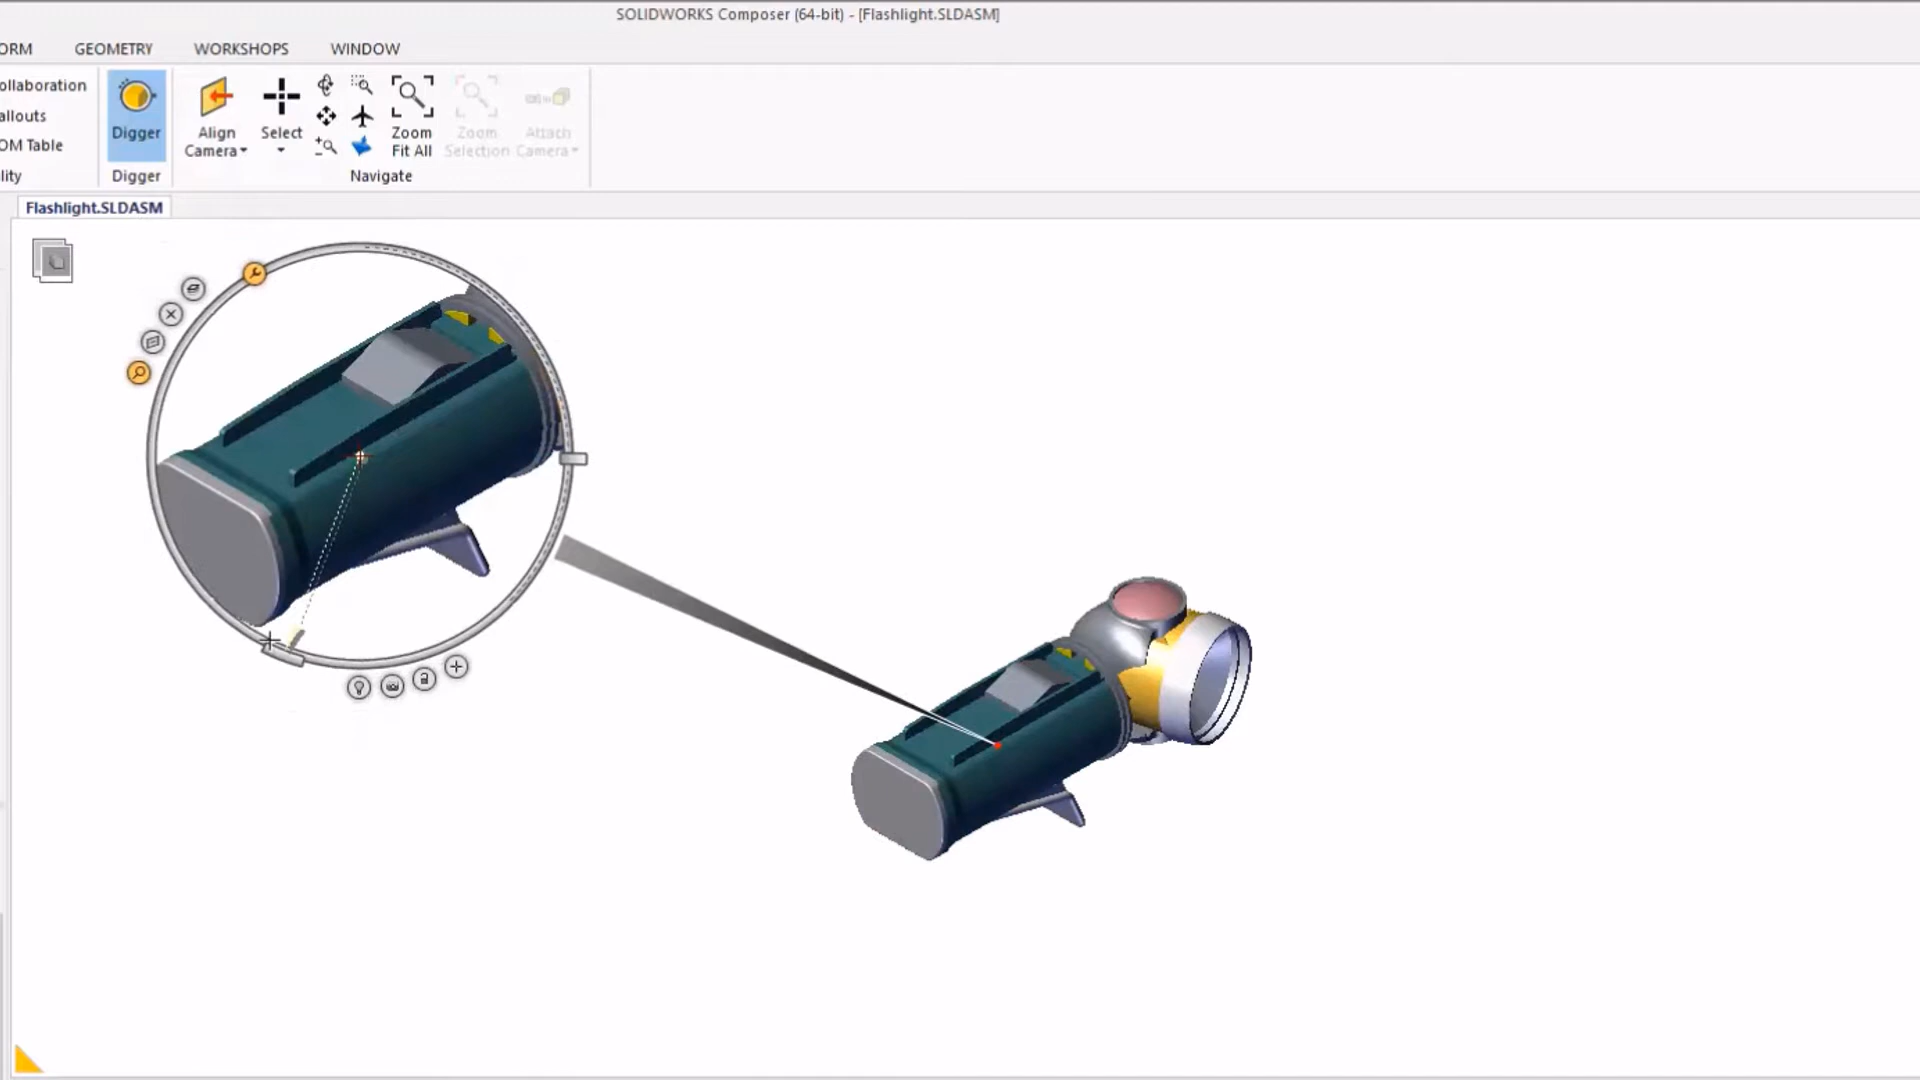 SOLIDWORKS Composer (64-bit) - [Flashlight.SLDASM]
ORM GEOMETRY WORKSHOPS WINDOW
ollaboration
allouts
OM Table
lity
Digger
Digger
Align
Camera
Select
Zoom
Fit All
Zoom
Selection
Attach
Camera
Navigate
Flashlight.SLDASM